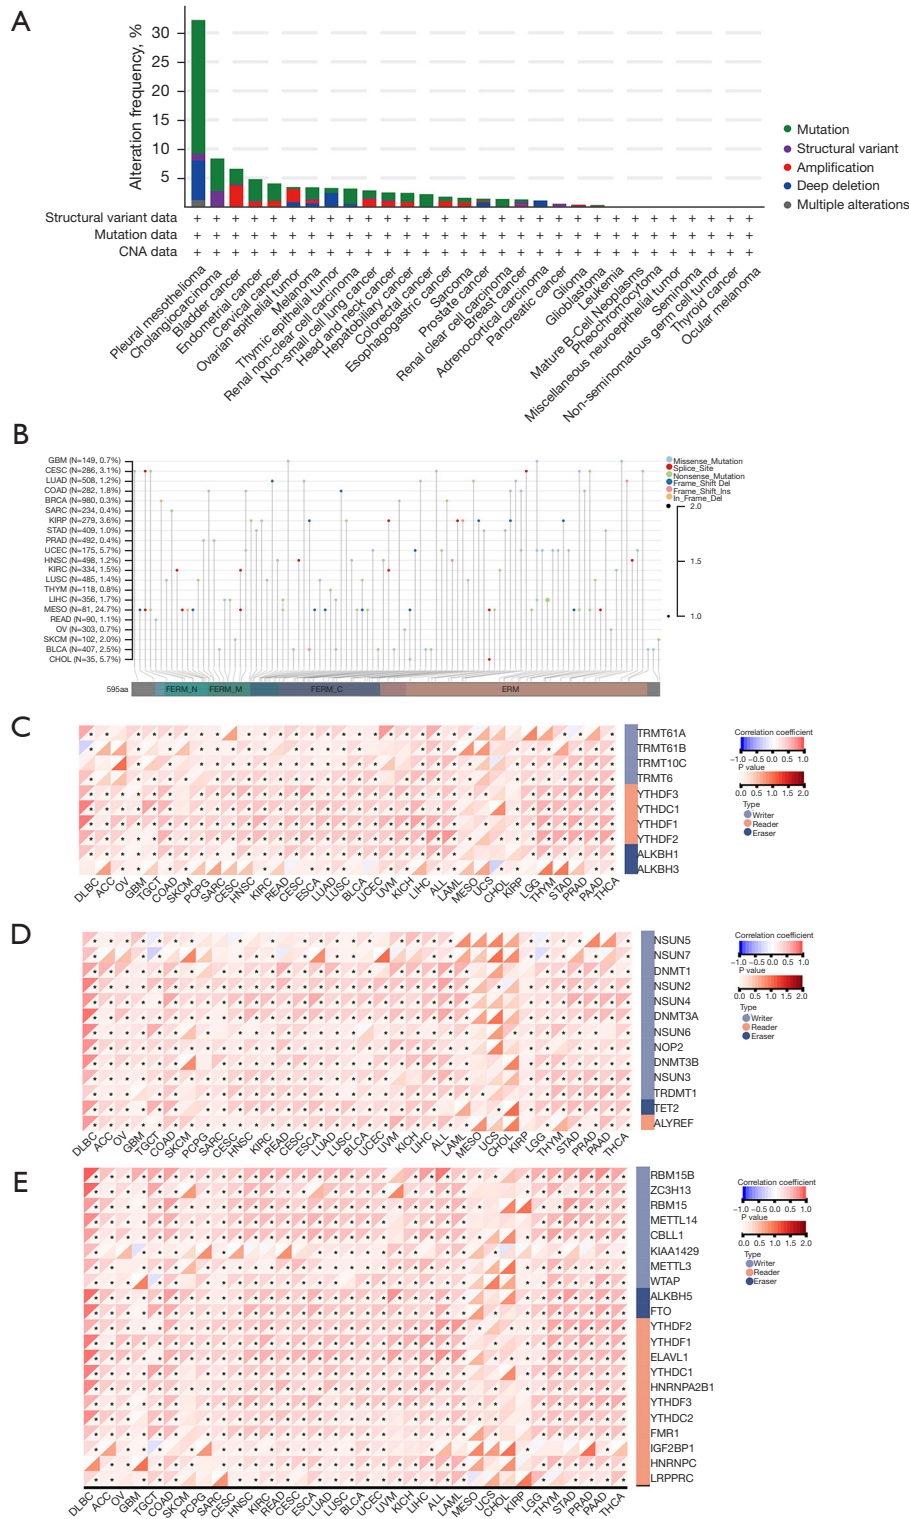 A
Alteration frequency, %
30
25
20
15
10
5
Mutation
Structural variant
Amplification
Deep deletion
Multiple alterations
Structural variant data
Mutation data
CNA data
Pleural mesothelioma
Cholangiocarcinoma
Bladder cancer
Endometrial cancer
Cervical cancer
Ovarian epithelial tumor
Melanoma
Thymic epithelial tumor
Renal non-clear cell carcinoma
Non-small cell lung cancer
Head and neck cancer
Hepatobiliary cancer
Colorectal cancer
Esophagogastric cancer
Sarcoma
Prostate cancer
Renal clear cell carcinoma
Breast cancer
Adrenocortical carcinoma
Pancreatic cancer
Glioma
Glioblastoma
Leukemia
Mature B-Cell Neoplasms
Pheochromocytoma
Miscellaneous neuroepithelial tumor
Seminoma
Non-seminomatous germ cell tumor
Thyroid cancer
Ocular melanoma
B
GBM (N=149, 0.7%)
CESC (N=286, 3.1%)
LUAD (N=508, 1.2%)
COAD (N=282, 1.8%)
BRCA (N=980, 0.3%)
SARC (N=234, 0.4%)
KIRP (N=279, 3.6%)
STAD (N=409, 1.0%)
PRAD (N=492, 0.4%)
UCEC (N=175, 5.7%)
HNSC (N=498, 1.2%)
KIRC (N=334, 1.5%)
LUSC (N=485, 1.4%)
THYM (N=118, 0.8%)
LIHC (N=356, 1.7%)
MESO (N=81, 24.7%)
READ (N=90, 1.1%)
OV (N=303, 0.7%)
SKCM (N=102, 2.0%)
BLCA (N=407, 2.5%)
CHOL (N=35, 5.7%)
Missense_Mutation
Splice_Site
Nonsense_Mutation
Frame_Shift Del
Frame_Shift_Ins
In_Frame_Del
2.0
1.5
1.0
595aa
FERM_N
FERM_M
FERM_C
ERM
C
TRMT61A
TRMT61B
TRMT10C
TRMT6
YTHDF3
YTHDC1
YTHDF1
YTHDF2
ALKBH1
ALKBH3
Correlation coefficient
−1.0 −0.5 0.0 0.5 1.0
P value
0.0 0.5 1.0 1.5 2.0
Type
Writer
Reader
Eraser
DLBC ACC OV GBM TGCT COAD SKCM PCPG SARC CESC HNSC KIRC READ CESC ESCA LUAD LUSC BLCA UCEC UVM KICH LIHC ALL LAML MESO UCS CHOL KIRP LGG THYM STAD PRAD PAAD THCA
D
NSUN5
NSUN7
DNMT1
NSUN2
NSUN4
DNMT3A
NSUN6
NOP2
DNMT3B
NSUN3
TRDMT1
TET2
ALYREF
Correlation coefficient
−1.0 −0.5 0.0 0.5 1.0
P value
0.0 0.5 1.0 1.5 2.0
Type
Writer
Reader
Eraser
DLBC ACC OV GBM TGCT COAD SKCM PCPG SARC CESC HNSC KIRC READ CESC ESCA LUAD LUSC BLCA UCEC UVM KICH LIHC ALL LAML MESO UCS CHOL KIRP LGG THYM STAD PRAD PAAD THCA
E
RBM15B
ZC3H13
RBM15
METTL14
CBLL1
KIAA1429
METTL3
WTAP
ALKBH5
FTO
YTHDF2
YTHDF1
ELAVL1
YTHDC1
HNRNPA2B1
YTHDF3
YTHDC2
FMR1
IGF2BP1
HNRNPC
LRPPRC
Correlation coefficient
−1.0 −0.5 0.0 0.5 1.0
P value
0.0 0.5 1.0 1.5 2.0
Type
Writer
Reader
Eraser
DLBC ACC OV GBM TGCT COAD SKCM PCPG SARC CESC HNSC KIRC READ CESC ESCA LUAD LUSC BLCA UCEC UVM KICH LIHC ALL LAML MESO UCS CHOL KIRP LGG THYM STAD PRAD PAAD THCA